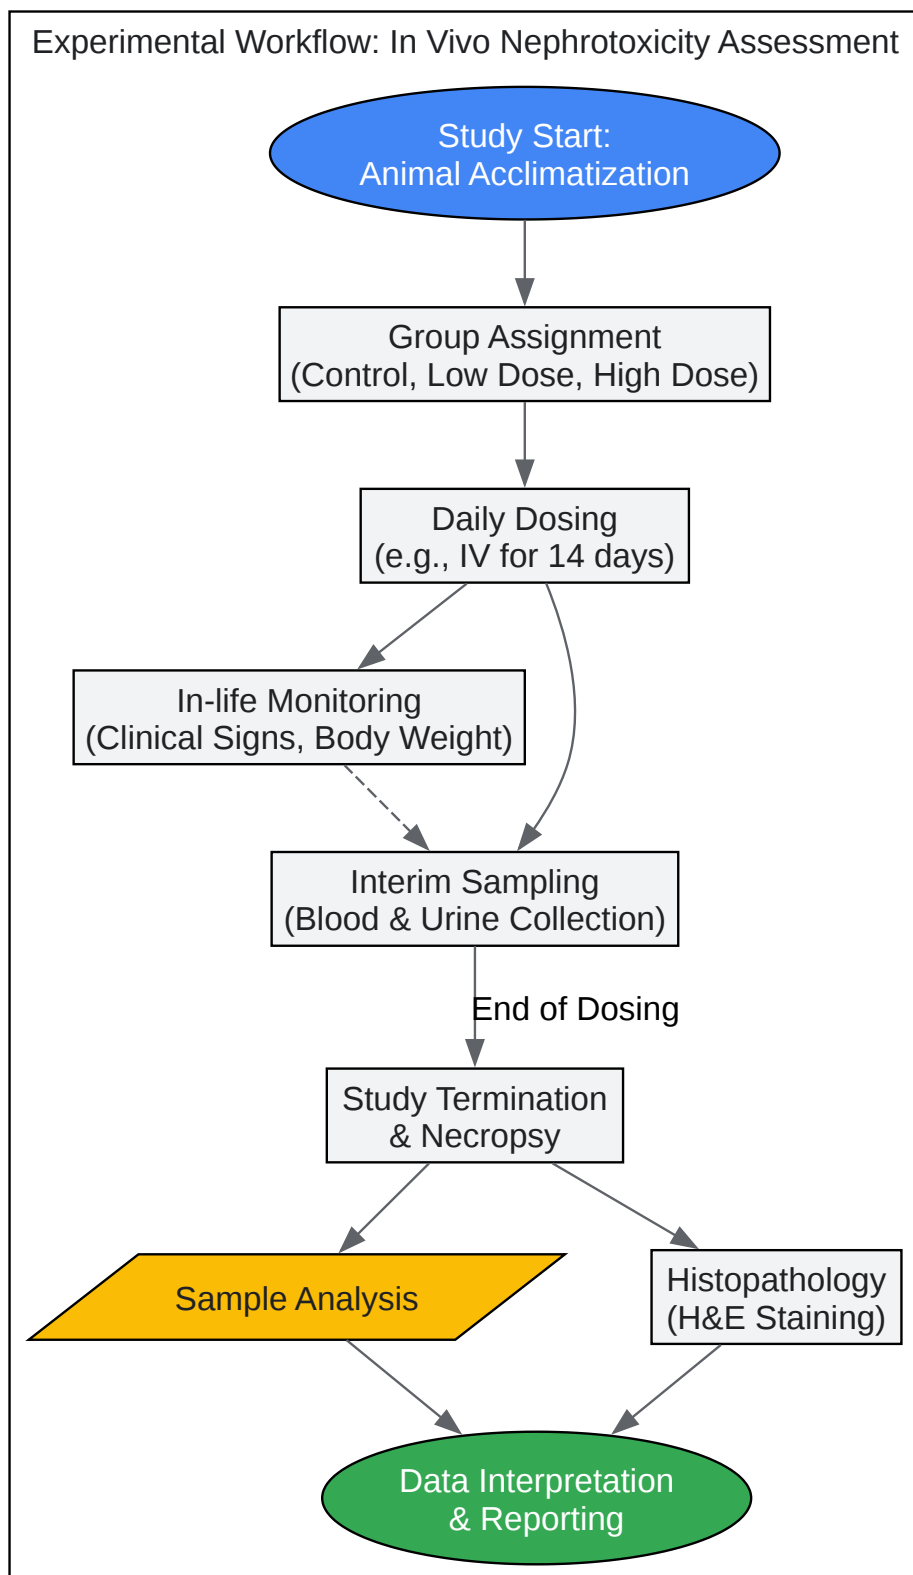 Experimental Workflow: In Vivo Nephrotoxicity Assessment
Study Start:
Animal Acclimatization
Group Assignment
(Control, Low Dose, High Dose)
Daily Dosing
(e.g., IV for 14 days)
In-life Monitoring
(Clinical Signs, Body Weight)
Interim Sampling
(Blood & Urine Collection)
End of Dosing
Study Termination
& Necropsy
Sample Analysis
Histopathology
(H&E Staining)
Data Interpretation
& Reporting